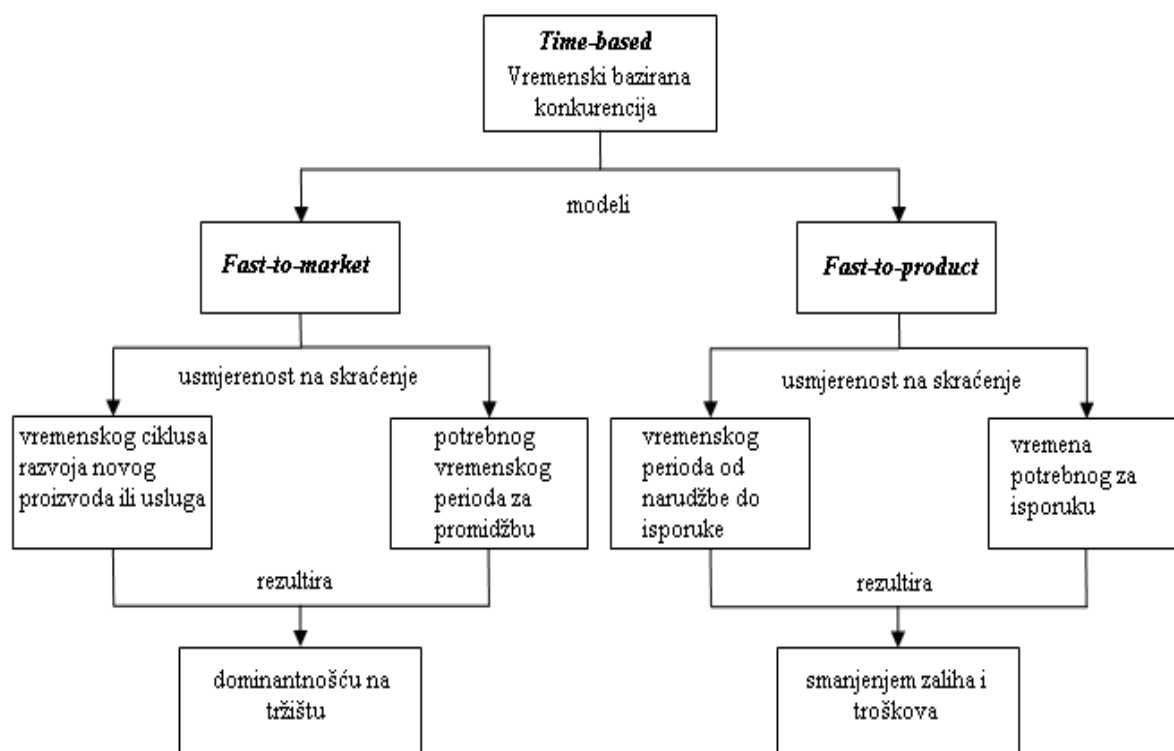 Time-based
Vremenski bazirana
konkurencija
modeli
Fast-to-market
Fast-to-product
usmjerenost na skraćenje
usmjerenost na skraćenje
vremenskog ciklusa
razvoja novog
proizvoda ili usluga
potrebnog
vremenskog
perioda za
promidžbu
vremenskog
perioda od
narudžbe do
isporuke
vremena
potrebnog za
isporuku
rezultira
rezultira
dominantnošću na
tržištu
smanjenjem zaliha i
troškova